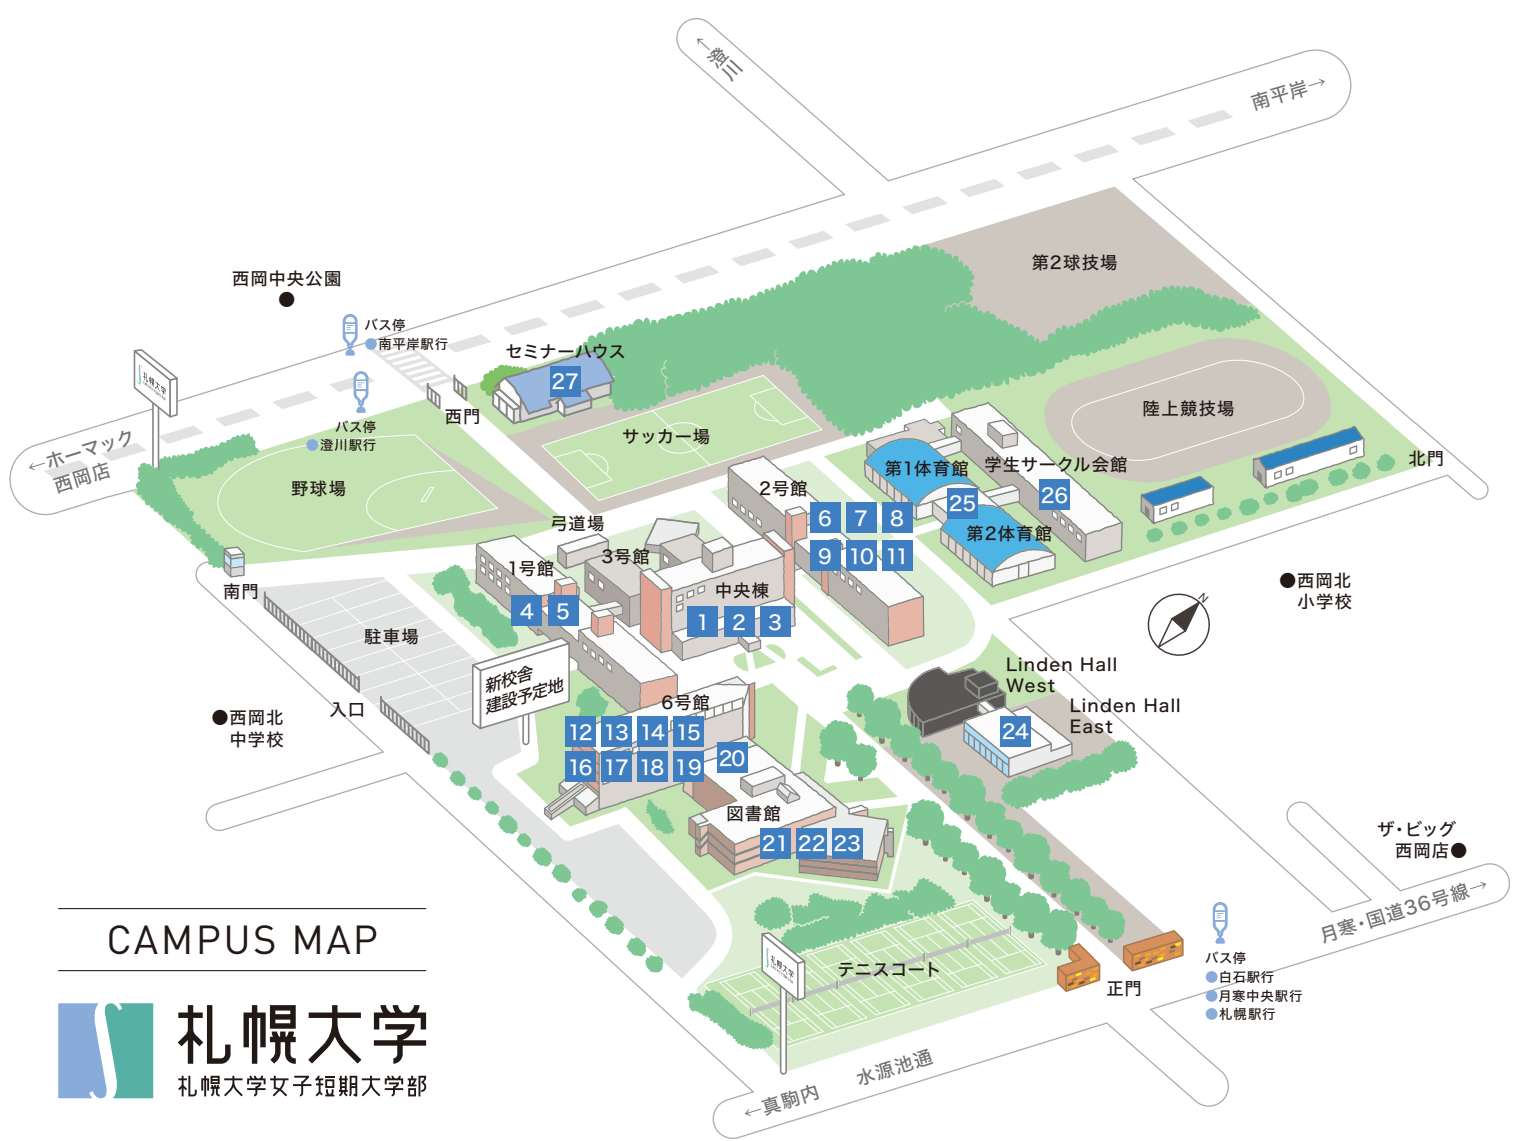 ←澄川
南平岸→
第2球技場
西岡中央公園
バス停
南平岸駅行
セミナーハウス
27
札幌大学
バス停
澄川駅行
西門
サッカー場
陸上競技場
←ホーマック
西岡店
野球場
北門
2号館
第1体育館
学生サークル会館
25
26
6 7 8
9 10 11
第2体育館
弓道場
3号館
1号館
4 5
中央棟
1 2 3
南門
駐車場
西岡北
小学校
N
新校舎
建設予定地
入口
西岡北
中学校
Linden Hall
West
Linden Hall
East
24
6号館
12 13 14 15
16 17 18 19
20
図書館
21 22 23
ザ・ビッグ
西岡店
月寒・国道36号線→
バス停
白石駅行
月寒中央駅行
札幌駅行
正門
テニスコート
札幌大学
水源池通
←真駒内
CAMPUS MAP
札幌大学
札幌大学女子短期大学部